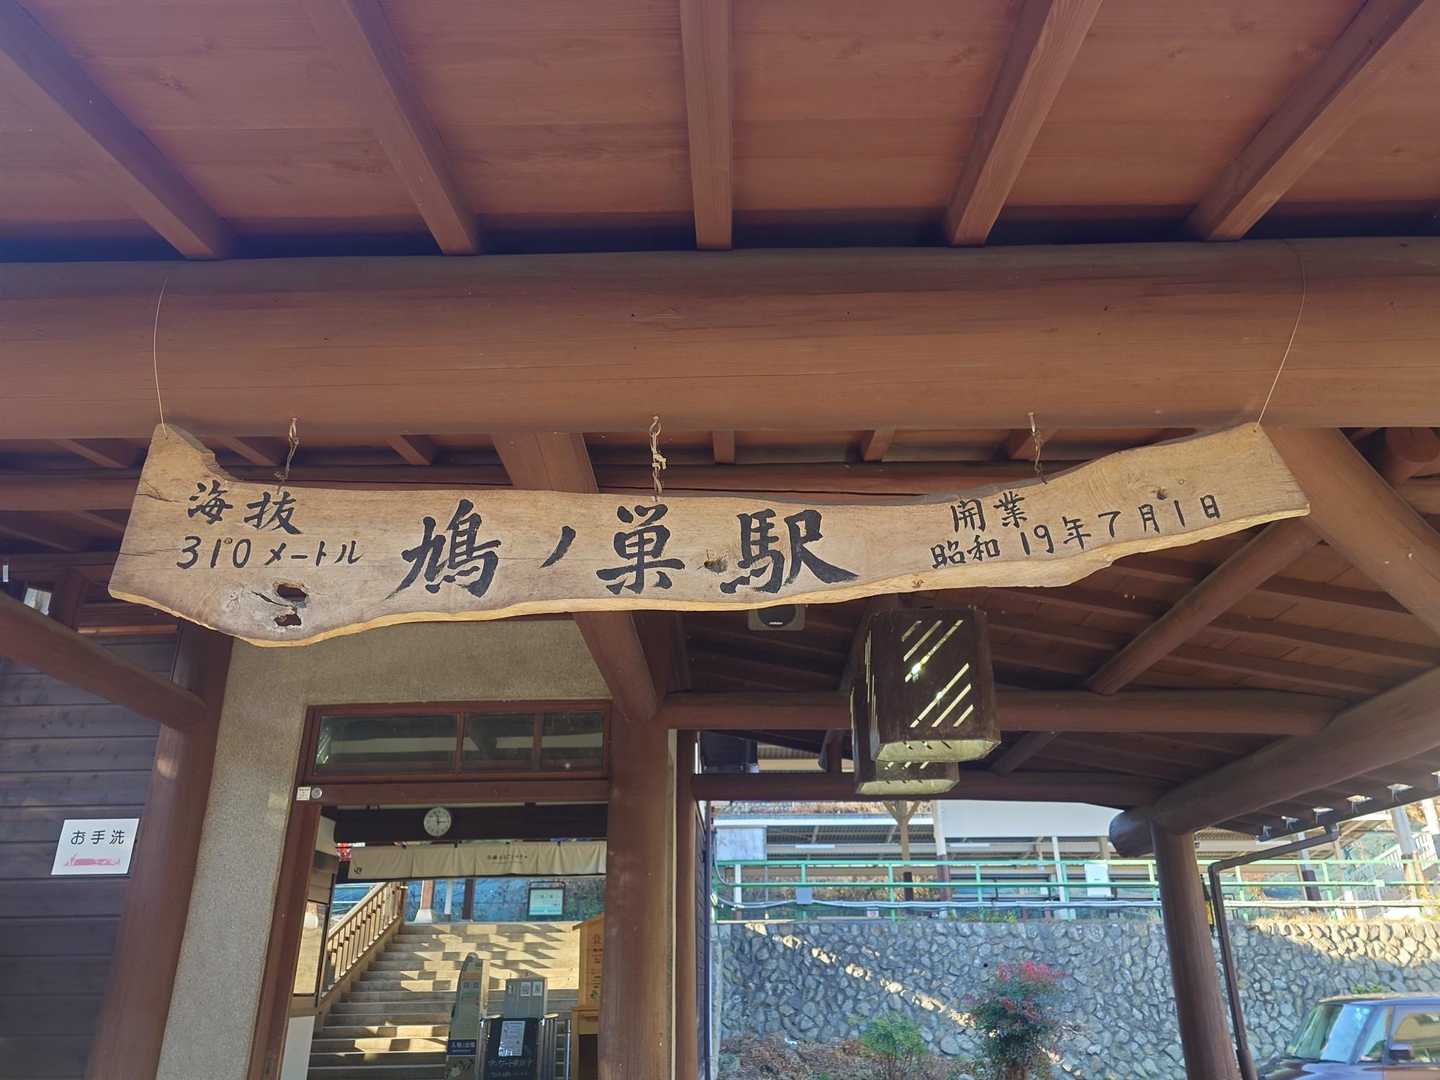 海抜
310メートル
鳩ノ巣駅
開業
昭和19年7月1日
お手洗